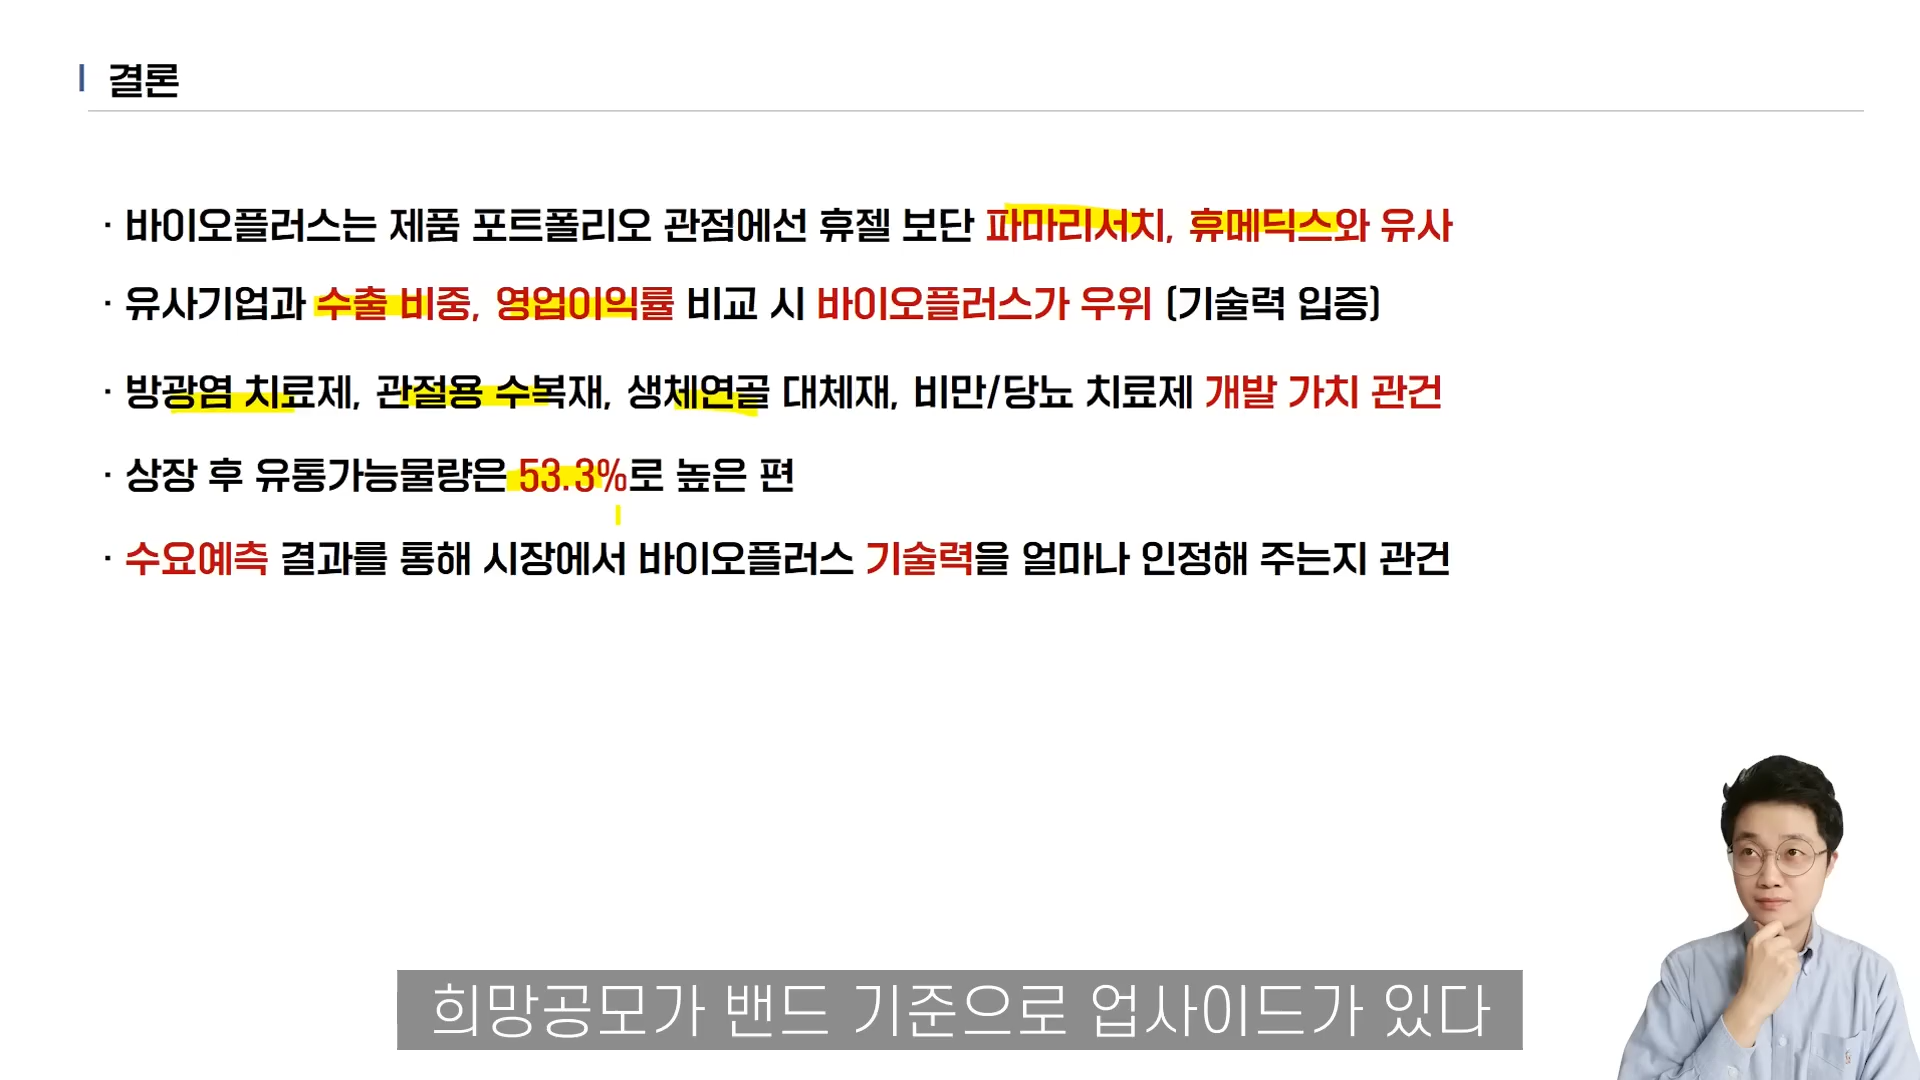 결론
· 바이오플러스는 제품 포트폴리오 관점에선 휴젤 보단 파마리서치, 휴메딕스와 유사
· 유사기업과 수출 비중, 영업이익률 비교 시 바이오플러스가 우위 (기술력 입증)
· 방광염 치료제, 관절용 수복재, 생체연골 대체재, 비만/당뇨 치료제 개발 가치 관건
· 상장 후 유통가능물량은 53.3%로 높은 편
· 수요예측 결과를 통해 시장에서 바이오플러스 기술력을 얼마나 인정해 주는지 관건
희망공모가 밴드 기준으로 업사이드가 있다